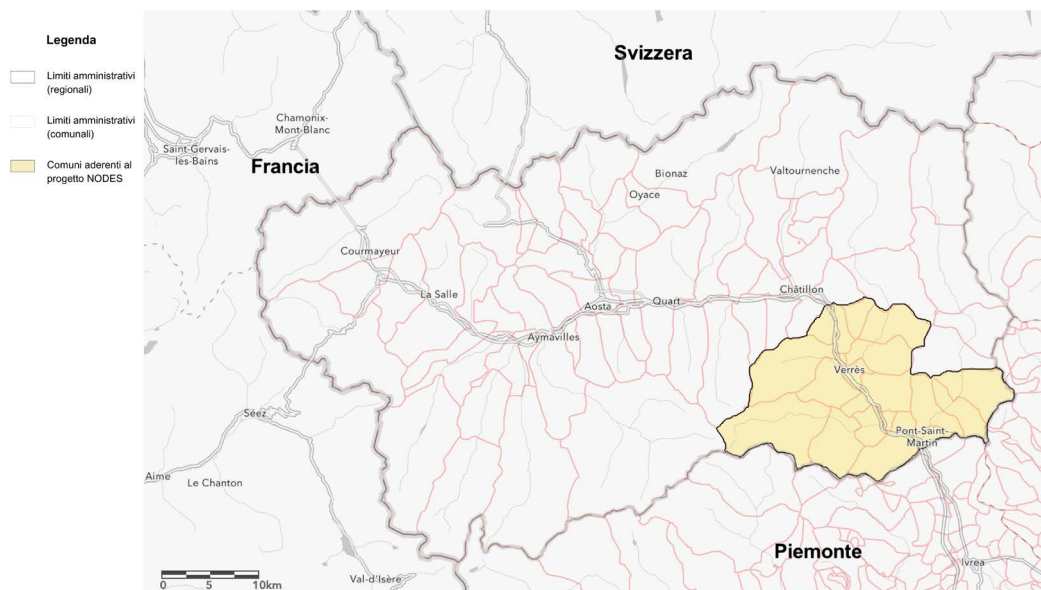 Legenda
Limiti amministrativi
(regionali)
Limiti amministrativi
(comunali)
Comuni aderenti al
progetto NODES
Svizzera
Chamonix-
Mont-Blanc
Saint-Gervais-
les-Bains
Francia
Bionaz
Valtournenche
Oyace
Courmayeur
La Salle
Aosta
Quart
Châtillon
Aymavilles
Verrès
Séez
Pont-Saint-
Martin
Aime
Le Chanton
Piemonte
Ivrea
Val-d'Isère
0 5 10km